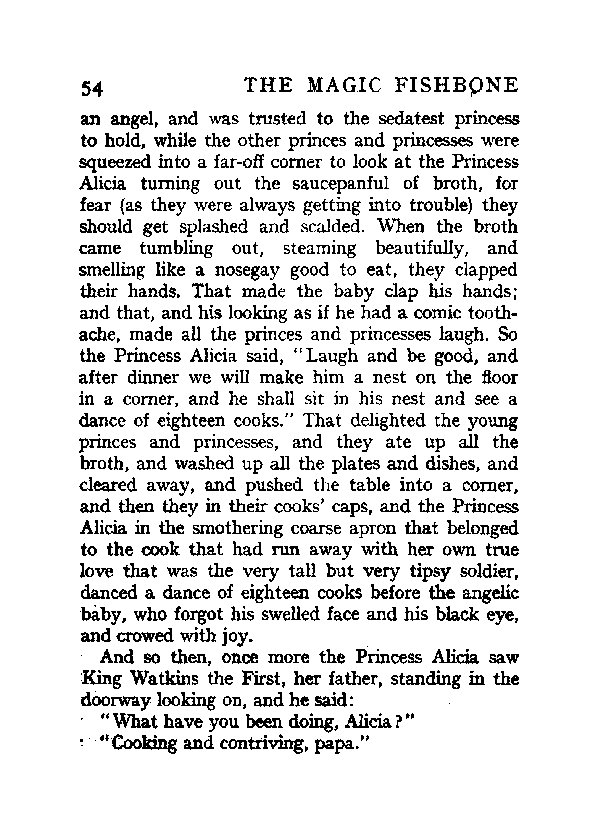 54 THE MAGIC FISHBONE
an angel, and was trusted to the sedatest princess
to hold, while the other princes and princesses were
squeezed into a far-off corner to look at the Princess
Alicia turning out the saucepanful of broth, for
fear (as they were always getting into trouble) they
should get splashed and scalded. When the broth
came tumbling out, steaming beautifully, and
smelling like a nosegay good to eat, they clapped
their hands. That made the baby clap his hands;
and that, and his looking as if he had a comic tooth-
ache, made all the princes and princesses laugh. So
the Princess Alicia said, "Laugh and be good, and
after dinner we will make him a nest on the floor
in a corner, and he shall sit in his nest and see a
dance of eighteen cooks." That delighted the young
princes and princesses, and they ate up all the
broth, and washed up all the plates and dishes, and
cleared away, and pushed the table into a corner,
and then they in their cooks' caps, and the Princess
Alicia in the smothering coarse apron that belonged
to the cook that had run away with her own true
love that was the very tall but very tipsy soldier,
danced a dance of eighteen cooks before the angelic
baby, who forgot his swelled face and his black eye,
and crowed with joy.
And so then, once more the Princess Alicia saw
King Watkins the First, her father, standing in the
doorway looking on, and he said:
"What have you been doing, Alicia?"
"Cooking and contriving, papa."